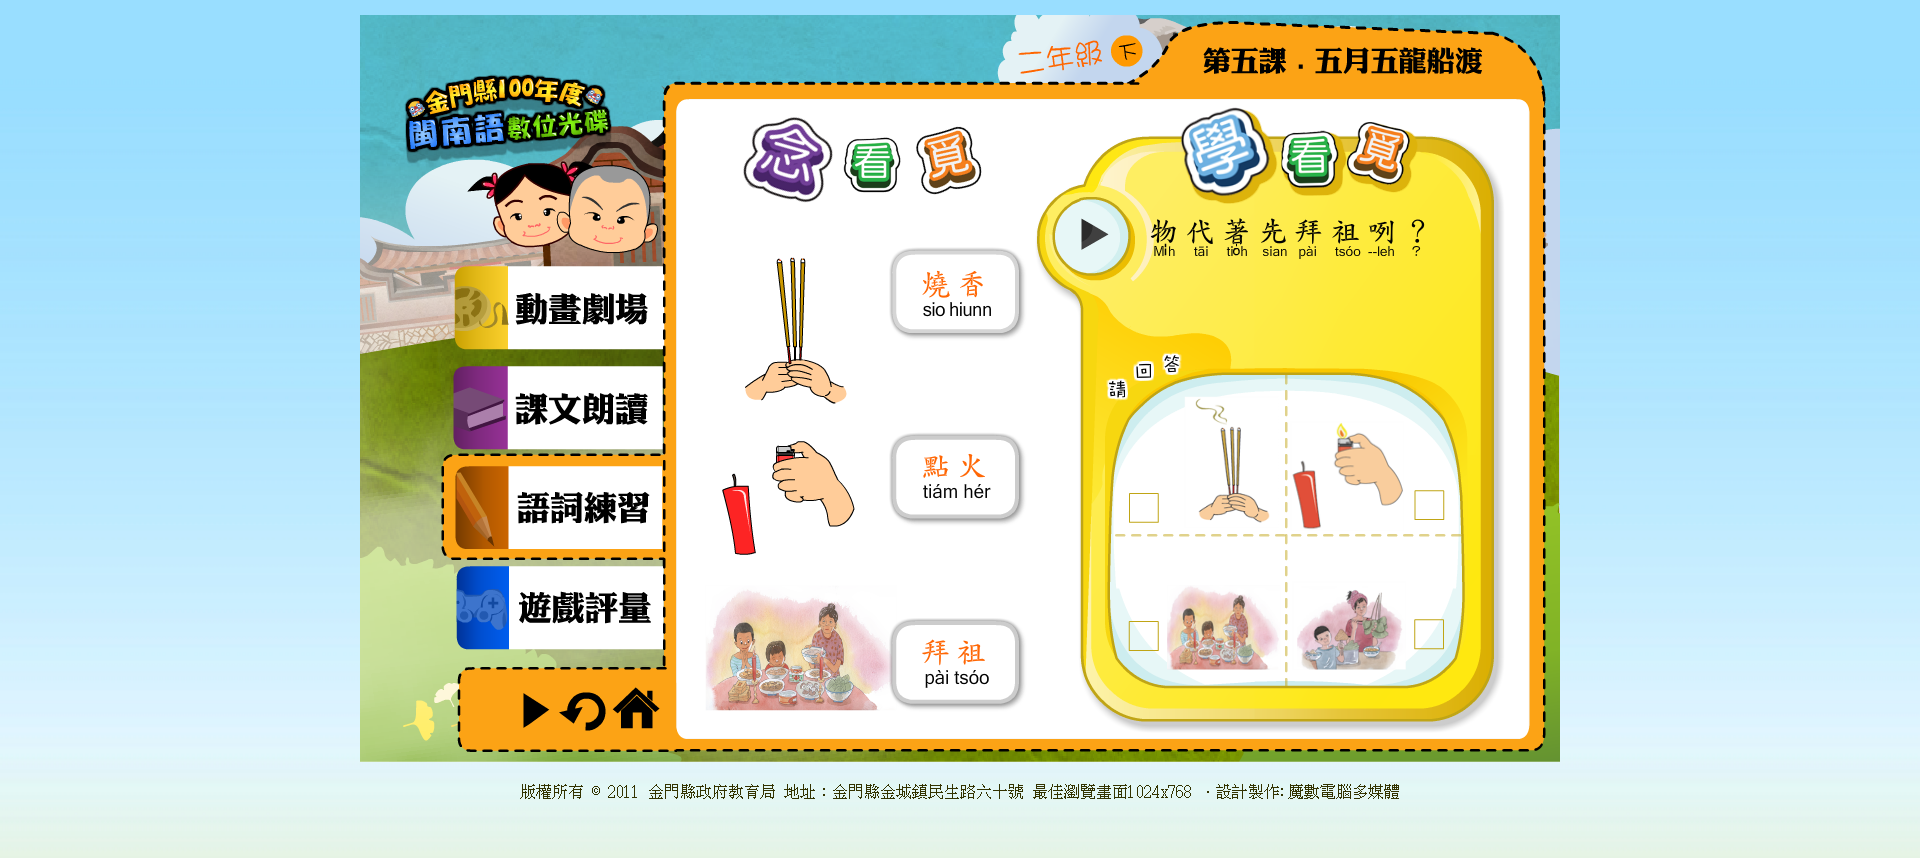 二年級 下
第五課．五月五龍船渡
金門縣100年度
閩南語數位光碟
動畫劇場
課文朗讀
語詞練習
遊戲評量
念看覓
燒香
sio hiunn
點火
tiám hér
拜祖
pài tsóo
學看覓
物代著先拜祖咧？
Mi̍h tāi tio̍h sian pài tsóo --leh ?
請回答
版權所有 © 2011 金門縣政府教育局 地址：金門縣金城鎮民生路六十號 最佳瀏覽畫面1024x768 ．設計製作: 魔數電腦多媒體